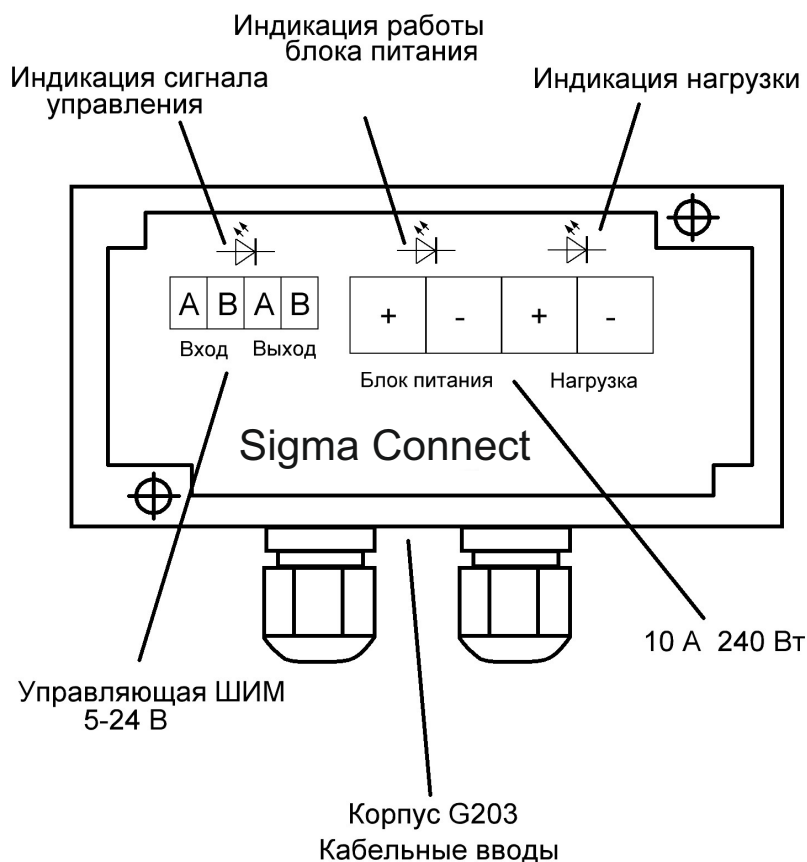 Индикация работы
блока питания
Индикация сигнала
управления
Индикация нагрузки
A B A B
+ - + -
Вход Выход
Блок питания Нагрузка
Sigma Connect
10 А 240 Вт
Управляющая ШИМ
5-24 В
Корпус G203
Кабельные вводы